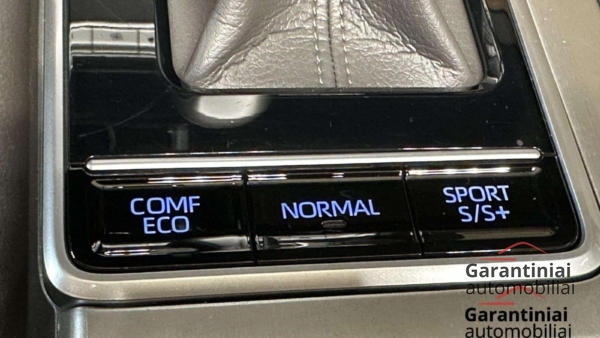 COMF
ECO
NORMAL
SPORT
S/S+
Garantiniai
automobiliai
Garantiniai
automobiliai